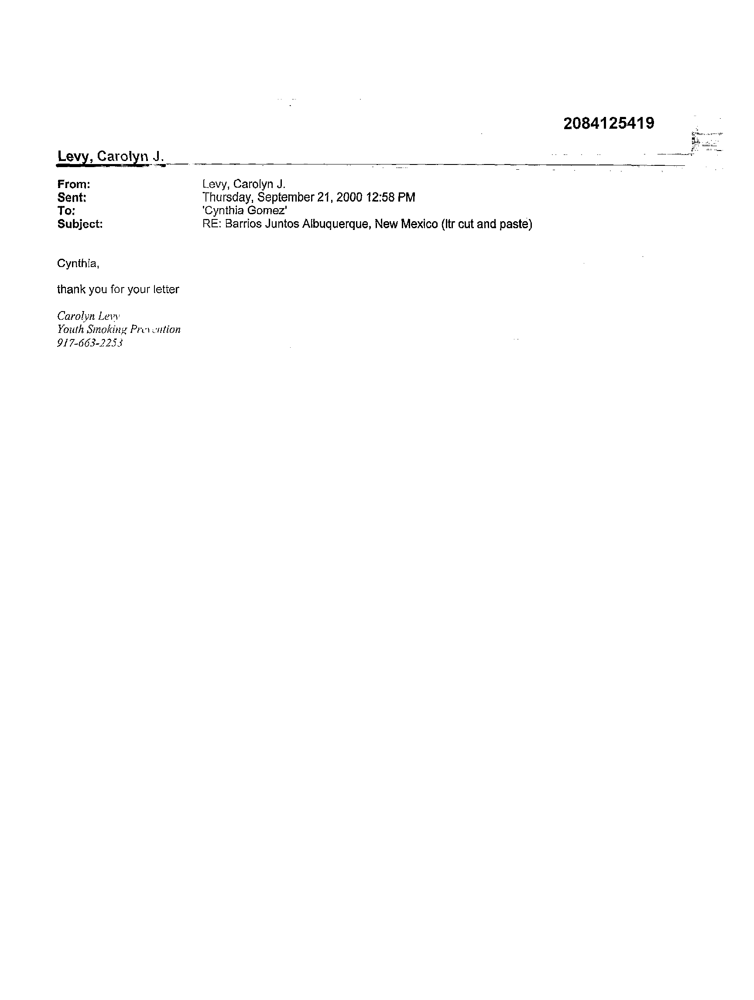 2084125419
Levy, Carolyn J.
From: Levy, Carolyn J.
Sent: Thursday, September 21, 2000 12:58 PM
To: 'Cynthia Gomez'
Subject: RE: Barrios Juntos Albuquerque, New Mexico (ltr cut and paste)
Cynthia,
thank you for your letter
Carolyn Levy
Youth Smoking Prevention
917-663-2253